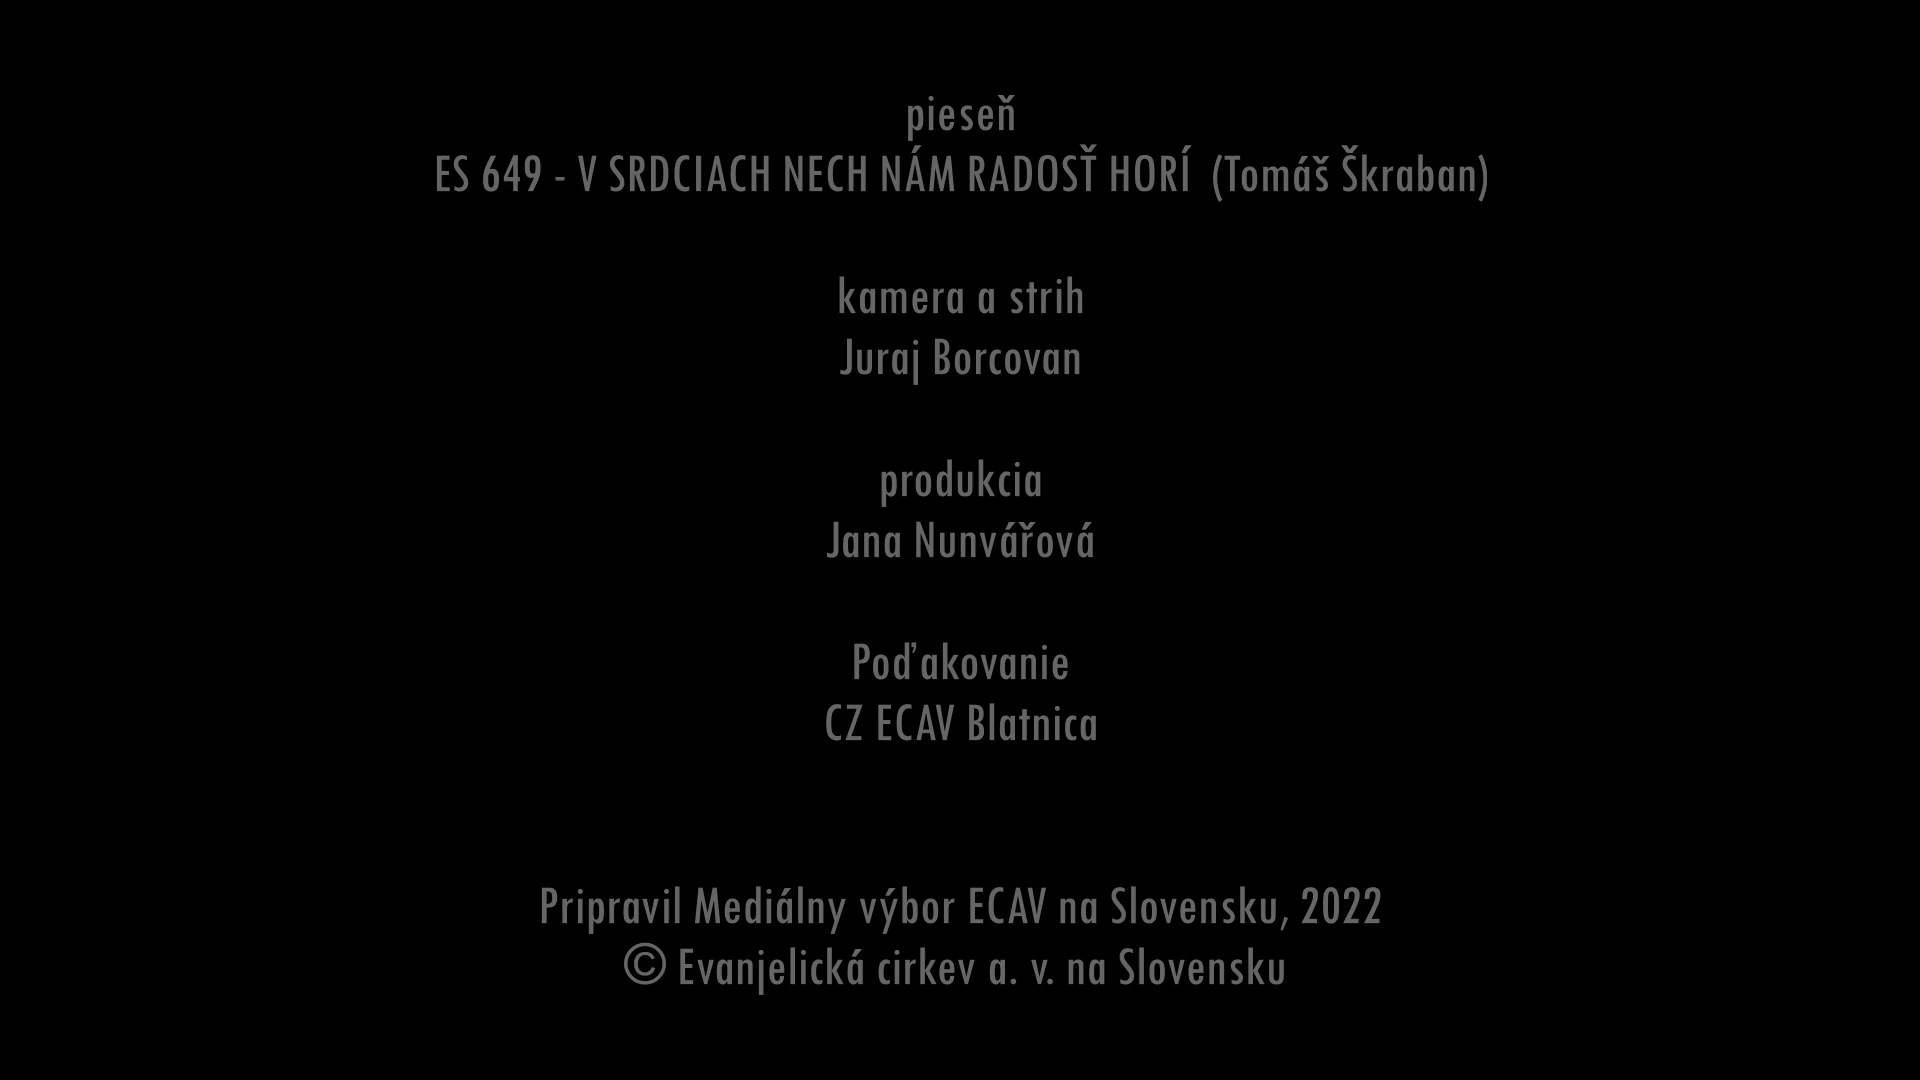 pieseň
ES 649 - V SRDCIACH NECH NÁM RADOSŤ HORÍ (Tomáš Škraban)
kamera a strih
Juraj Borcovan
produkcia
Jana Nunvářová
Poďakovanie
CZ ECAV Blatnica
Pripravil Mediálny výbor ECAV na Slovensku, 2022
© Evanjelická cirkev a. v. na Slovensku